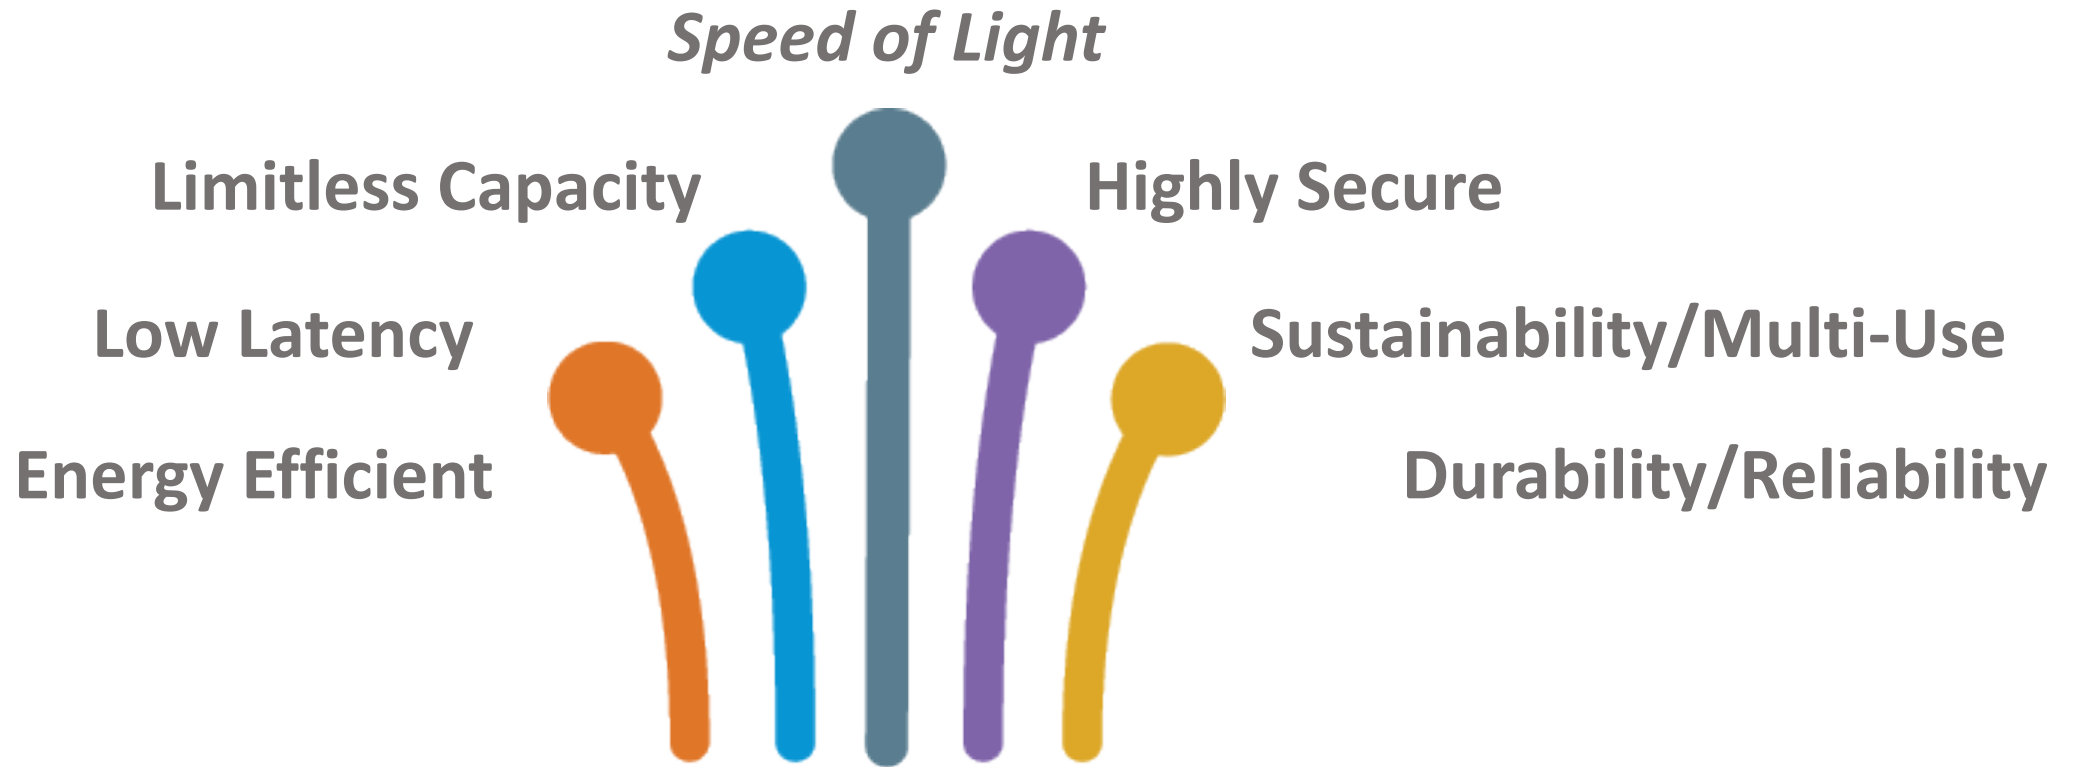 Speed of Light
Limitless Capacity
Highly Secure
Low Latency
Sustainability/Multi-Use
Energy Efficient
Durability/Reliability